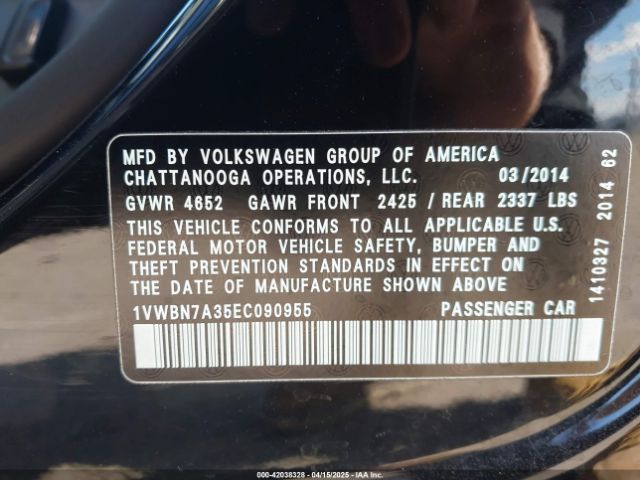 MFD BY VOLKSWAGEN GROUP OF AMERICA
CHATTANOOGA OPERATIONS, LLC. 03/2014
GVWR 4652 GAWR FRONT 2425 / REAR 2337 LBS
THIS VEHICLE CONFORMS TO ALL APPLICABLE U.S.
FEDERAL MOTOR VEHICLE SAFETY, BUMPER AND
THEFT PREVENTION STANDARDS IN EFFECT ON
THE DATE OF MANUFACTURE SHOWN ABOVE
1VWBN7A35EC090955 PASSENGER CAR
1410327 2014 62
000-42038328 - 04/15/2025 - IAA Inc.